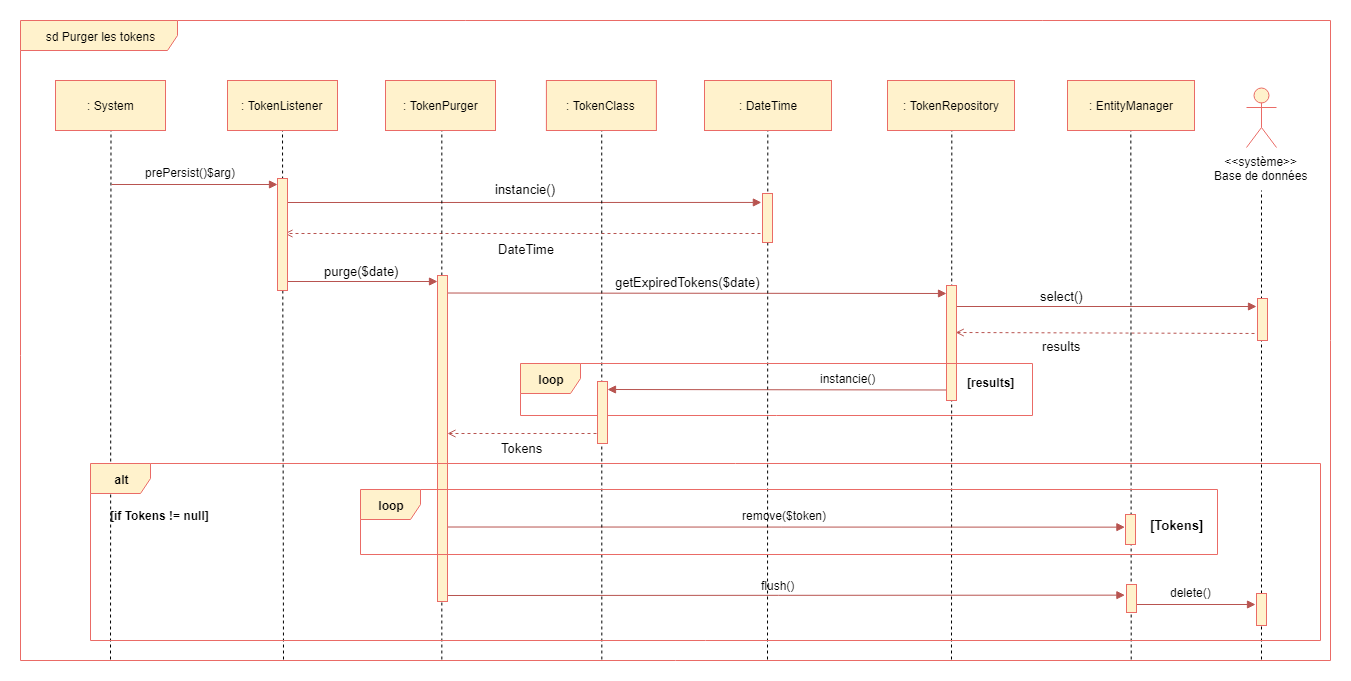 sd Purger les tokens
: System
: TokenListener
: TokenPurger
: TokenClass
: DateTime
: TokenRepository
: EntityManager
<<système>>
Base de données
prePersist()$arg)
instancie()
DateTime
purge($date)
getExpiredTokens($date)
select()
results
loop
instancie()
[results]
Tokens
alt
[if Tokens != null]
loop
remove($token)
[Tokens]
flush()
delete()